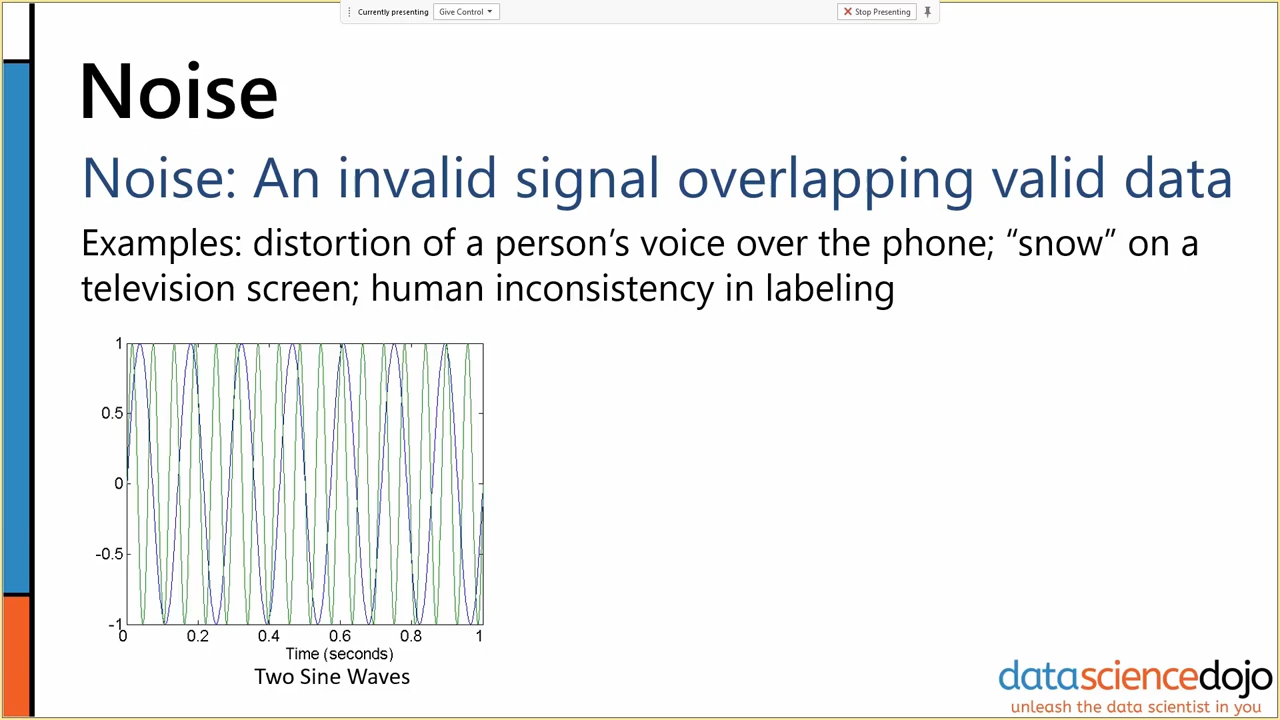 Currently presenting Give Control Stop Presenting
Noise
Noise: An invalid signal overlapping valid data
Examples: distortion of a person’s voice over the phone; “snow” on a
television screen; human inconsistency in labeling
1
0.5
0
-0.5
-1
0 0.2 0.4 0.6 0.8 1
Time (seconds)
Two Sine Waves
datasciencedojo
unleash the data scientist in you